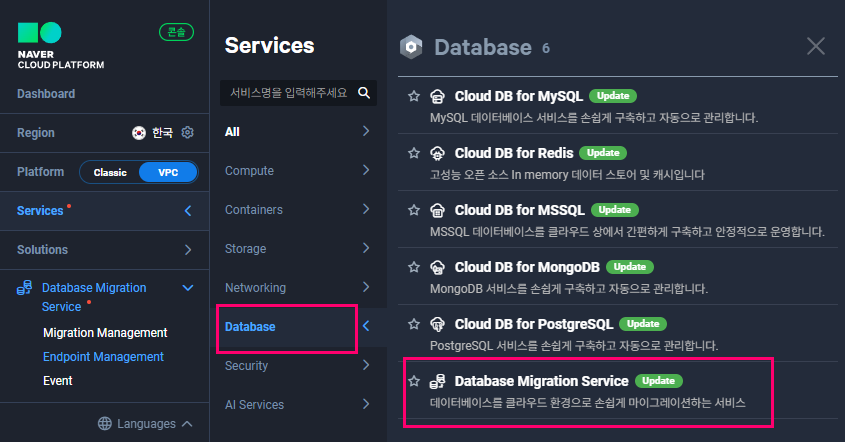 콘솔
NAVER
CLOUD PLATFORM
Dashboard
Region 한국
Platform Classic VPC
Services
Solutions
Database Migration
Service
Migration Management
Endpoint Management
Event
Languages
Services
서비스명을 입력해주세요
All
Compute
Containers
Storage
Networking
Database
Security
AI Services
Database 6
Cloud DB for MySQL Update
MySQL 데이터베이스 서비스를 손쉽게 구축하고 자동으로 관리합니다.
Cloud DB for Redis Update
고성능 오픈 소스 In memory 데이터 스토어 및 캐시입니다
Cloud DB for MSSQL Update
MSSQL 데이터베이스를 클라우드 상에서 간편하게 구축하고 안정적으로 운영합니다.
Cloud DB for MongoDB Update
MongoDB 서비스를 손쉽게 구축하고 자동으로 관리합니다.
Cloud DB for PostgreSQL Update
PostgreSQL 서비스를 손쉽게 구축하고 자동으로 관리합니다.
Database Migration Service Update
데이터베이스를 클라우드 환경으로 손쉽게 마이그레이션하는 서비스